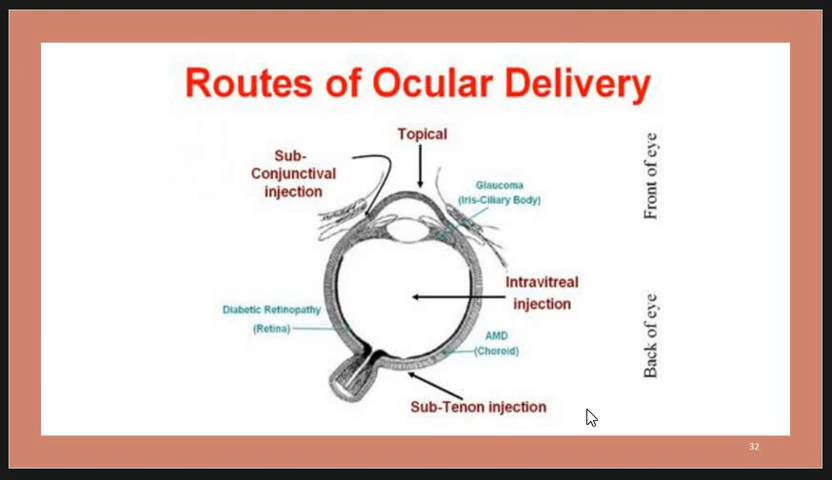 Routes of Ocular Delivery
Topical
Sub-
Conjunctival
injection
Glaucoma
(Iris-Ciliary Body)
Front of eye
Intravitreal
injection
Diabetic Retinopathy
(Retina)
AMD
(Choroid)
Back of eye
Sub-Tenon injection
32